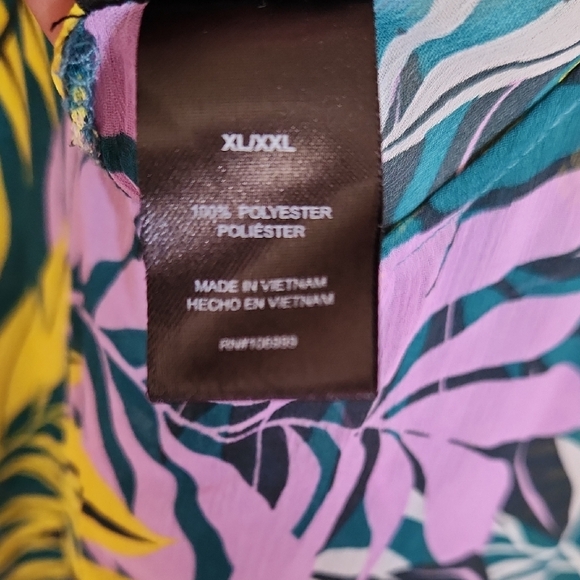 XL/XXL
100% POLYESTER
POLIÉSTER
MADE IN VIETNAM
HECHO EN VIETNAM